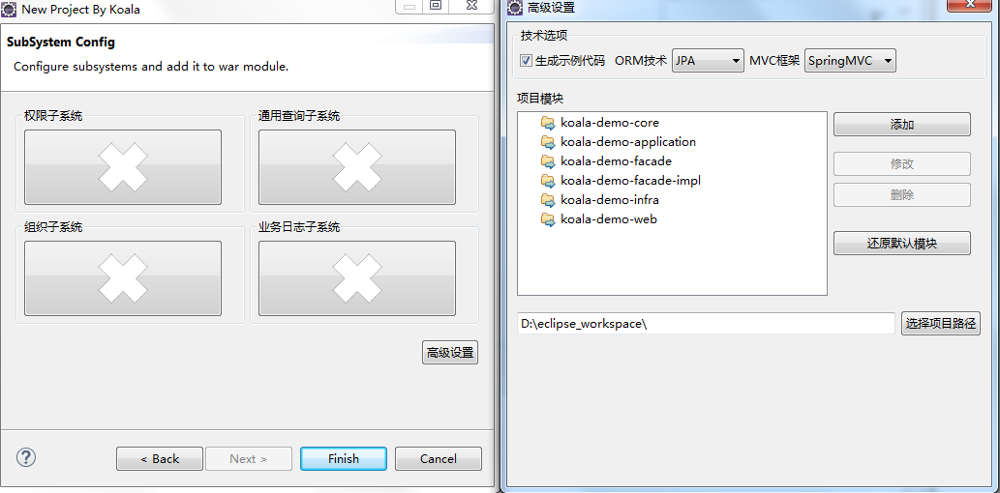 New Project By Koala
SubSystem Config
Configure subsystems and add it to war module.
权限子系统
通用查询子系统
组织子系统
业务日志子系统
高级设置
?
< Back
Next >
Finish
Cancel
高级设置
技术选项
生成示例代码 ORM技术 JPA MVC框架 SpringMVC
项目模块
koala-demo-core
koala-demo-application
koala-demo-facade
koala-demo-facade-impl
koala-demo-infra
koala-demo-web
添加
修改
删除
还原默认模块
D:\eclipse_workspace\
选择项目路径